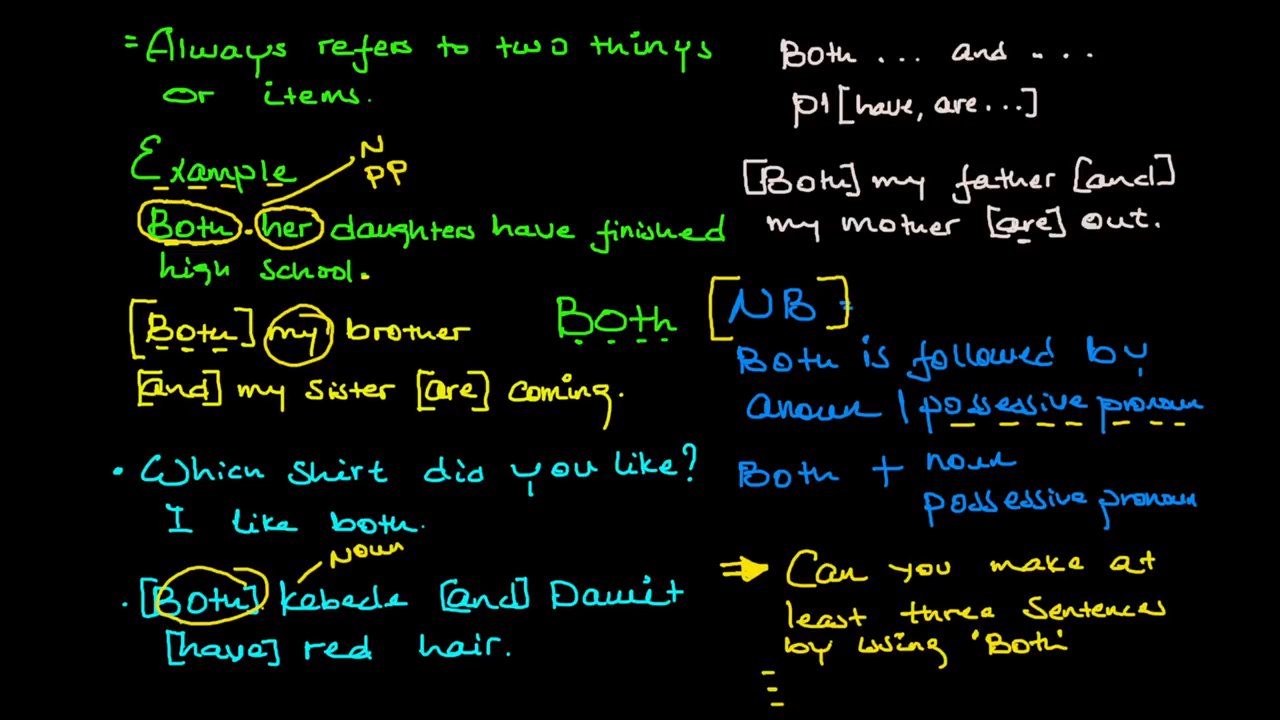 = Always refers to two things
or items.
Example
N
PP
Both her daughters have finished
high school.
[Both] my brother
[and] my sister [are] coming.
Both
• Which shirt did you like?
I like both.
Noun
• [Both] kebede [and] Dawit
[have] red hair.
Both ... and ....
pl [have, are...]
[Both] my father [and]
my mother [are] out.
[NB]=
Both is followed by
anoun | possessive pronoun
Both + noun
possessive pronoun
⇒ Can you make at
least three sentences
by using 'Both'